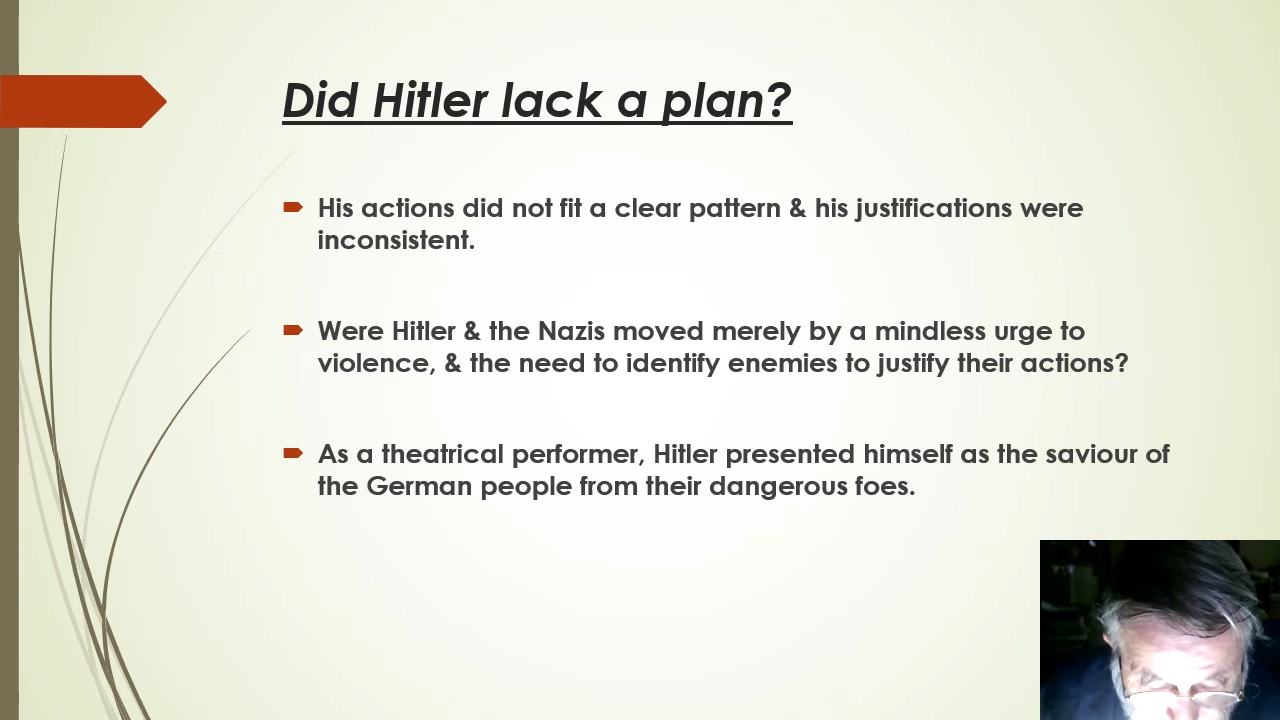 Did Hitler lack a plan?
His actions did not fit a clear pattern & his justifications were
inconsistent.
Were Hitler & the Nazis moved merely by a mindless urge to
violence, & the need to identify enemies to justify their actions?
As a theatrical performer, Hitler presented himself as the saviour of
the German people from their dangerous foes.